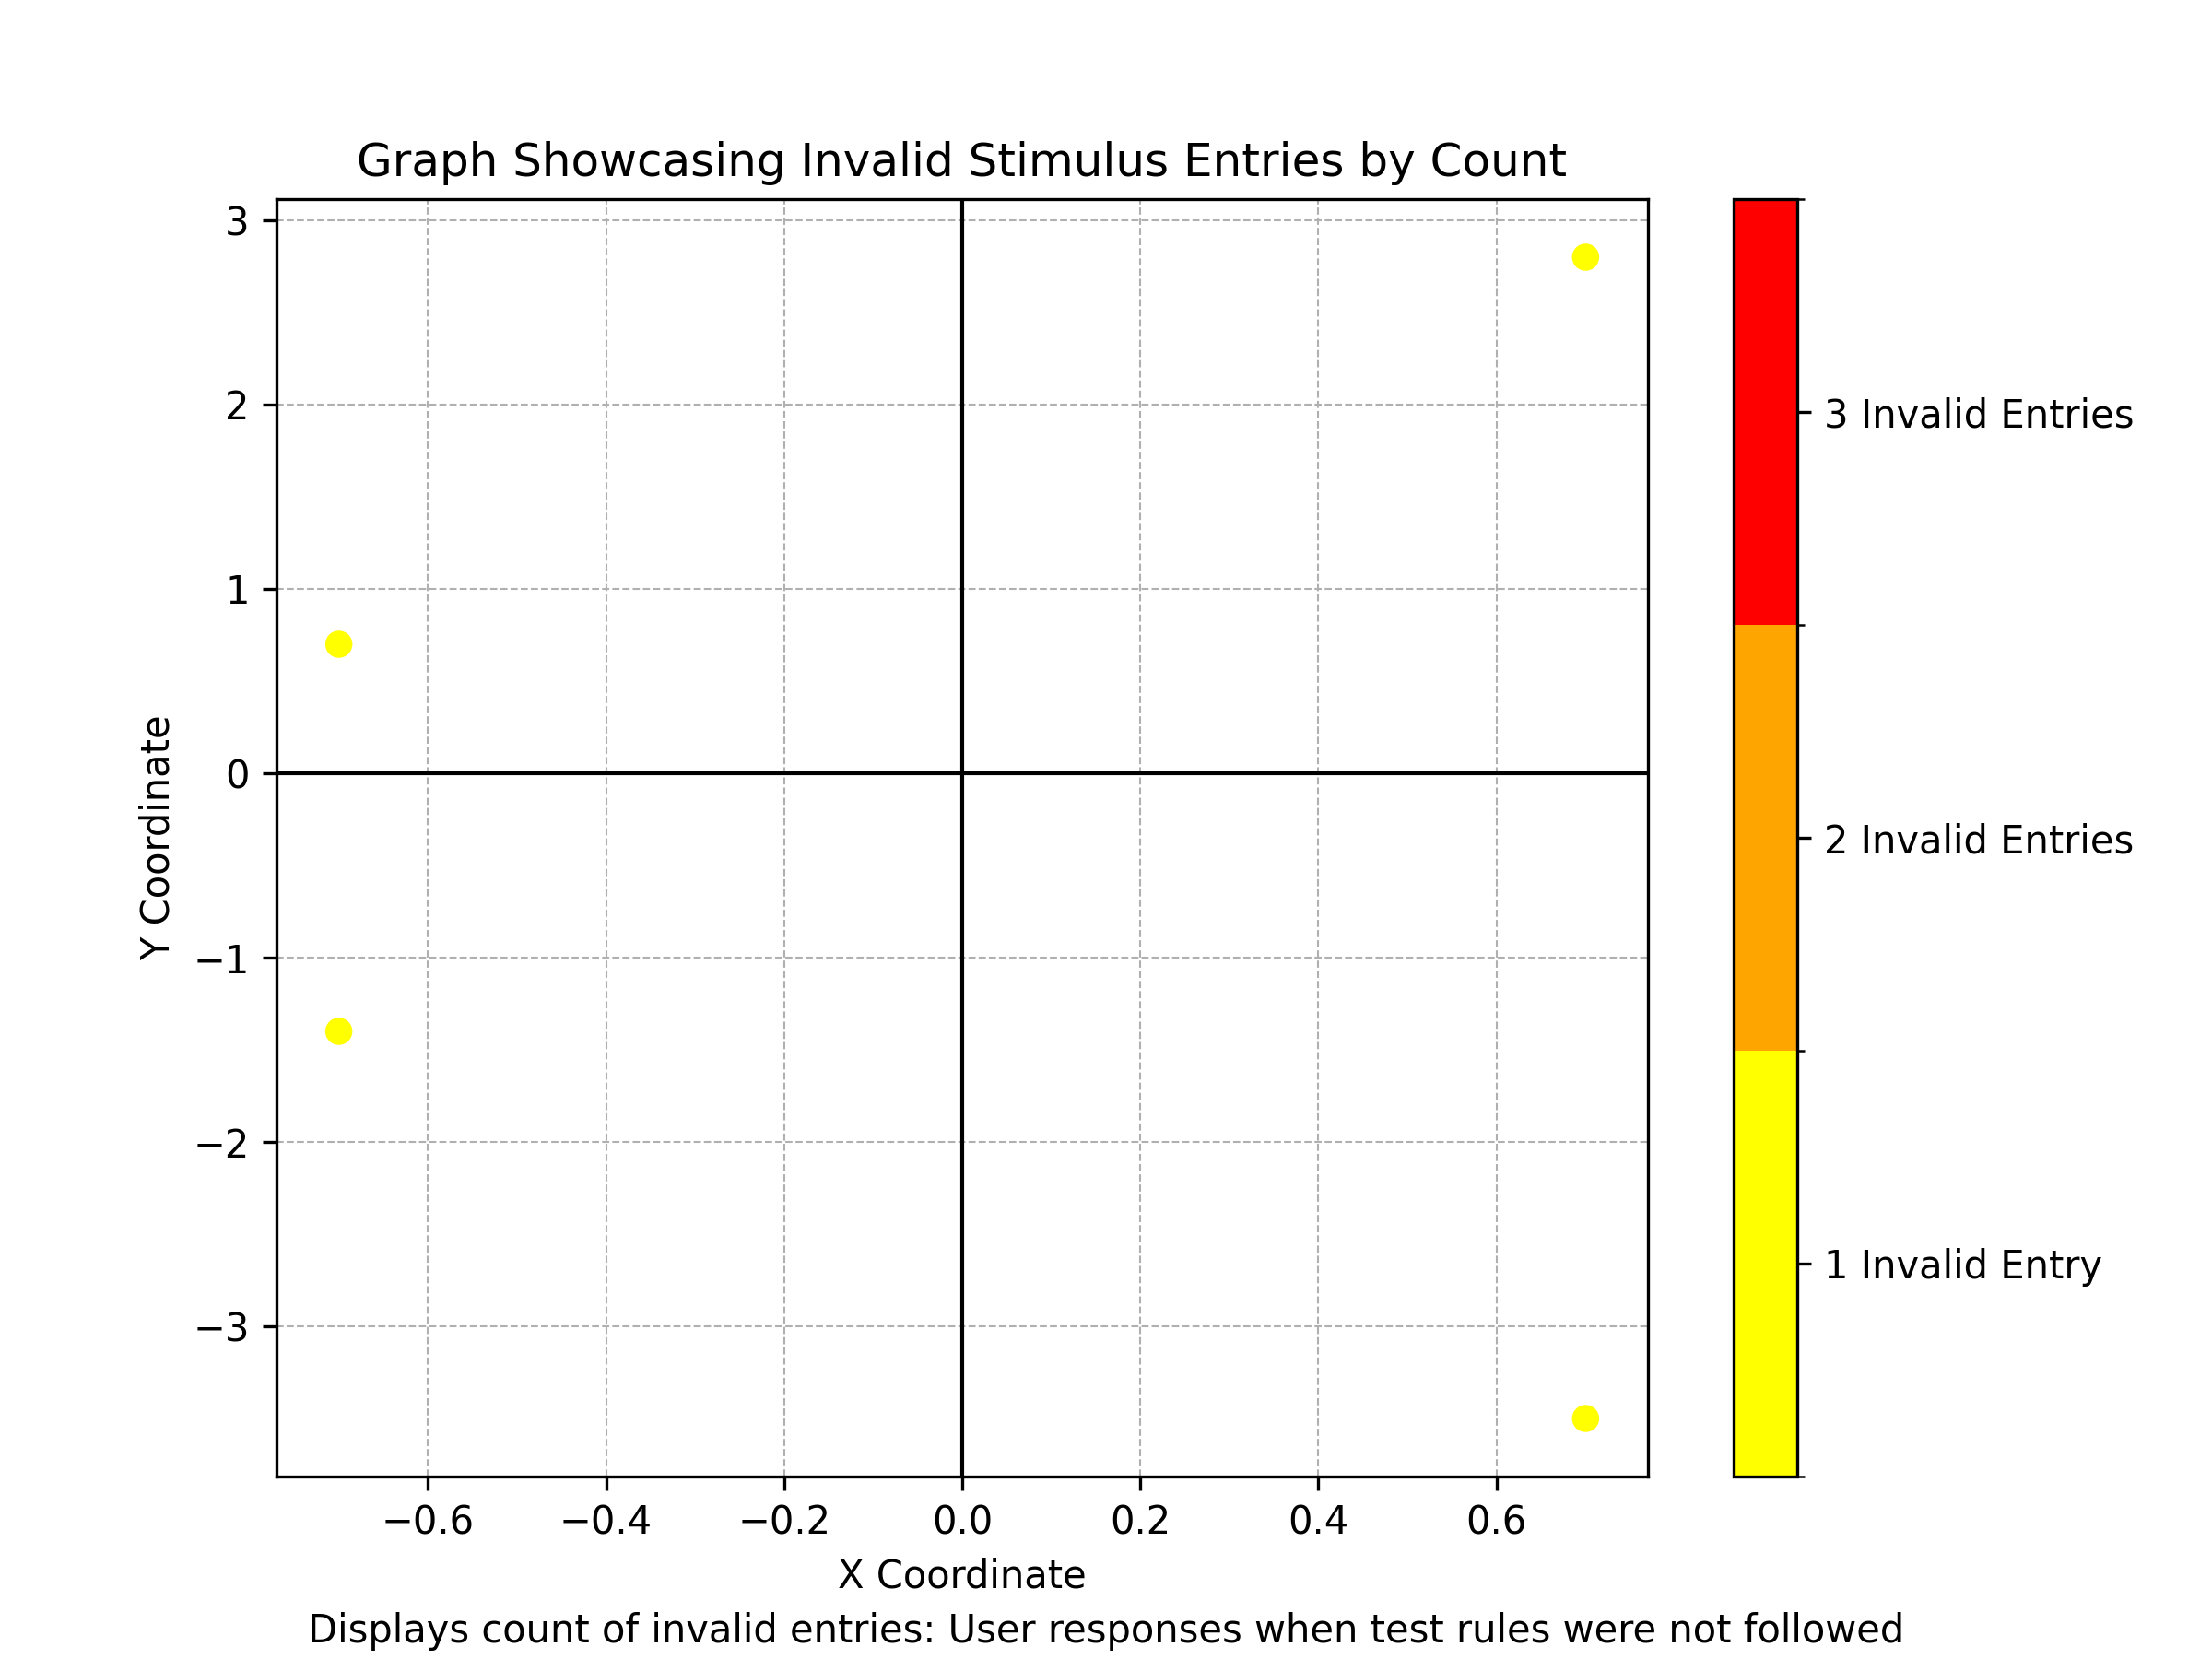 Graph Showcasing Invalid Stimulus Entries by Count
3
2
1
0
−1
−2
−3
Y Coordinate
−0.6 −0.4 −0.2 0.0 0.2 0.4 0.6
X Coordinate
3 Invalid Entries
2 Invalid Entries
1 Invalid Entry
Displays count of invalid entries: User responses when test rules were not followed